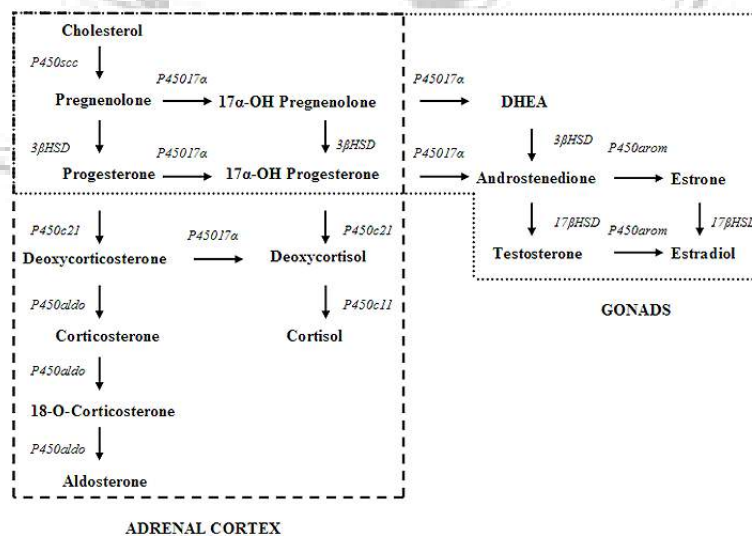 Cholesterol
P450scc
P45017α
P45017α
Pregnenolone
17α-OH Pregnenolone
DHEA
3βHSD
3βHSD
3βHSD
P450arom
P45017α
P45017α
Progesterone
17α-OH Progesterone
Androstenedione
Estrone
P450c21
P45017α
P450c21
17βHSD
P450arom
17βHSD
Deoxycorticosterone
Deoxycortisol
Testosterone
Estradiol
P450aldo
P450c11
GONADS
Corticosterone
Cortisol
P450aldo
18-O-Corticosterone
P450aldo
Aldosterone
ADRENAL CORTEX